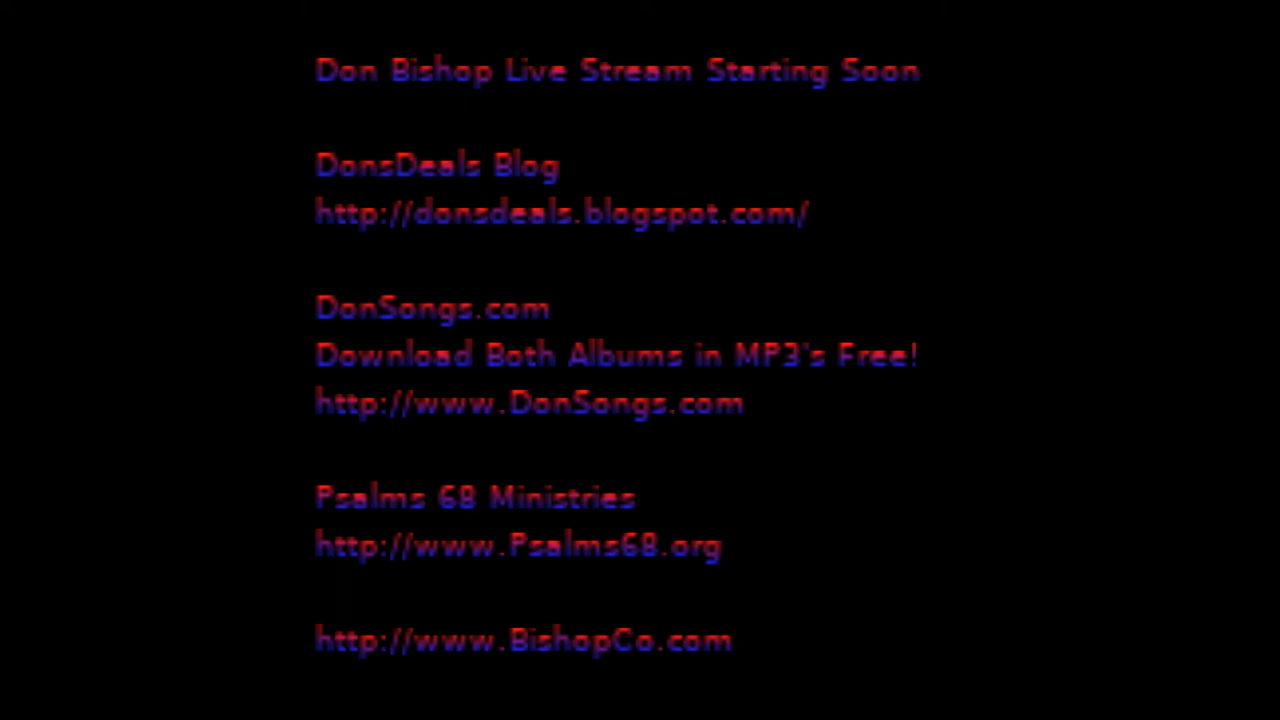 Don Bishop Live Stream Starting Soon
DonsDeals Blog
http://donsdeals.blogspot.com/
DonSongs.com
Download Both Albums in MP3's Free!
http://www.DonSongs.com
Psalms 68 Ministries
http://www.Psalms68.org
http://www.BishopCo.com